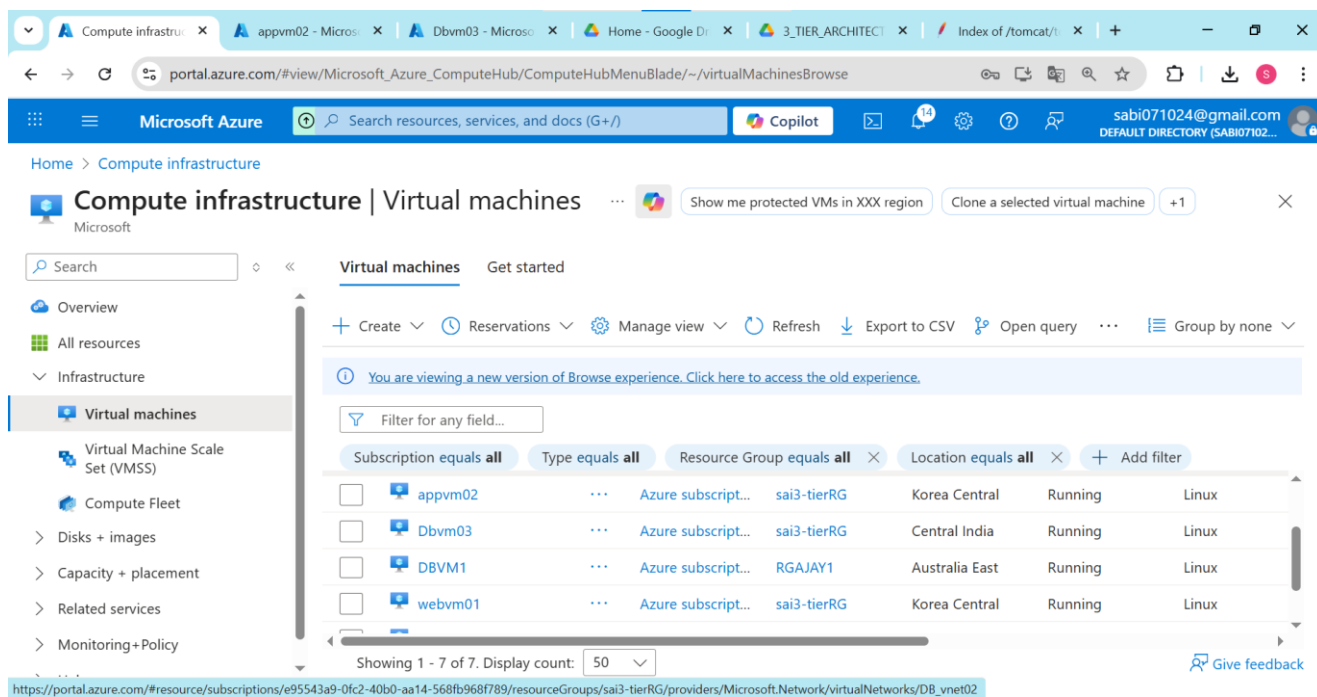 Compute infrastruc
appvm02 - Micros
Dbvm03 - Microso
Home - Google Dr
3_TIER_ARCHITECT
Index of /tomcat/t
portal.azure.com/#view/Microsoft_Azure_ComputeHub/ComputeHubMenuBlade/~/virtualMachinesBrowse
S
Microsoft Azure
Search resources, services, and docs (G+/)
Copilot
14
sabi071024@gmail.com
DEFAULT DIRECTORY (SABI07102...
Home > Compute infrastructure
Compute infrastructure | Virtual machines
...
Show me protected VMs in XXX region
Clone a selected virtual machine
+1
Microsoft
Search
Virtual machines
Get started
Overview
All resources
Infrastructure
Virtual machines
Virtual Machine Scale
Set (VMSS)
Compute Fleet
Disks + images
Capacity + placement
Related services
Monitoring+Policy
Create
Reservations
Manage view
Refresh
Export to CSV
Open query
...
Group by none
You are viewing a new version of Browse experience. Click here to access the old experience.
Filter for any field...
Subscription equals all
Type equals all
Resource Group equals all
Location equals all
Add filter
appvm02 ... Azure subscript... sai3-tierRG Korea Central Running Linux
Dbvm03 ... Azure subscript... sai3-tierRG Central India Running Linux
DBVM1 ... Azure subscript... RGAJAY1 Australia East Running Linux
webvm01 ... Azure subscript... sai3-tierRG Korea Central Running Linux
Showing 1 - 7 of 7. Display count: 50
Give feedback
https://portal.azure.com/#resource/subscriptions/e95543a9-0fc2-40b0-aa14-568fb968f789/resourceGroups/sai3-tierRG/providers/Microsoft.Network/virtualNetworks/DB_vnet02